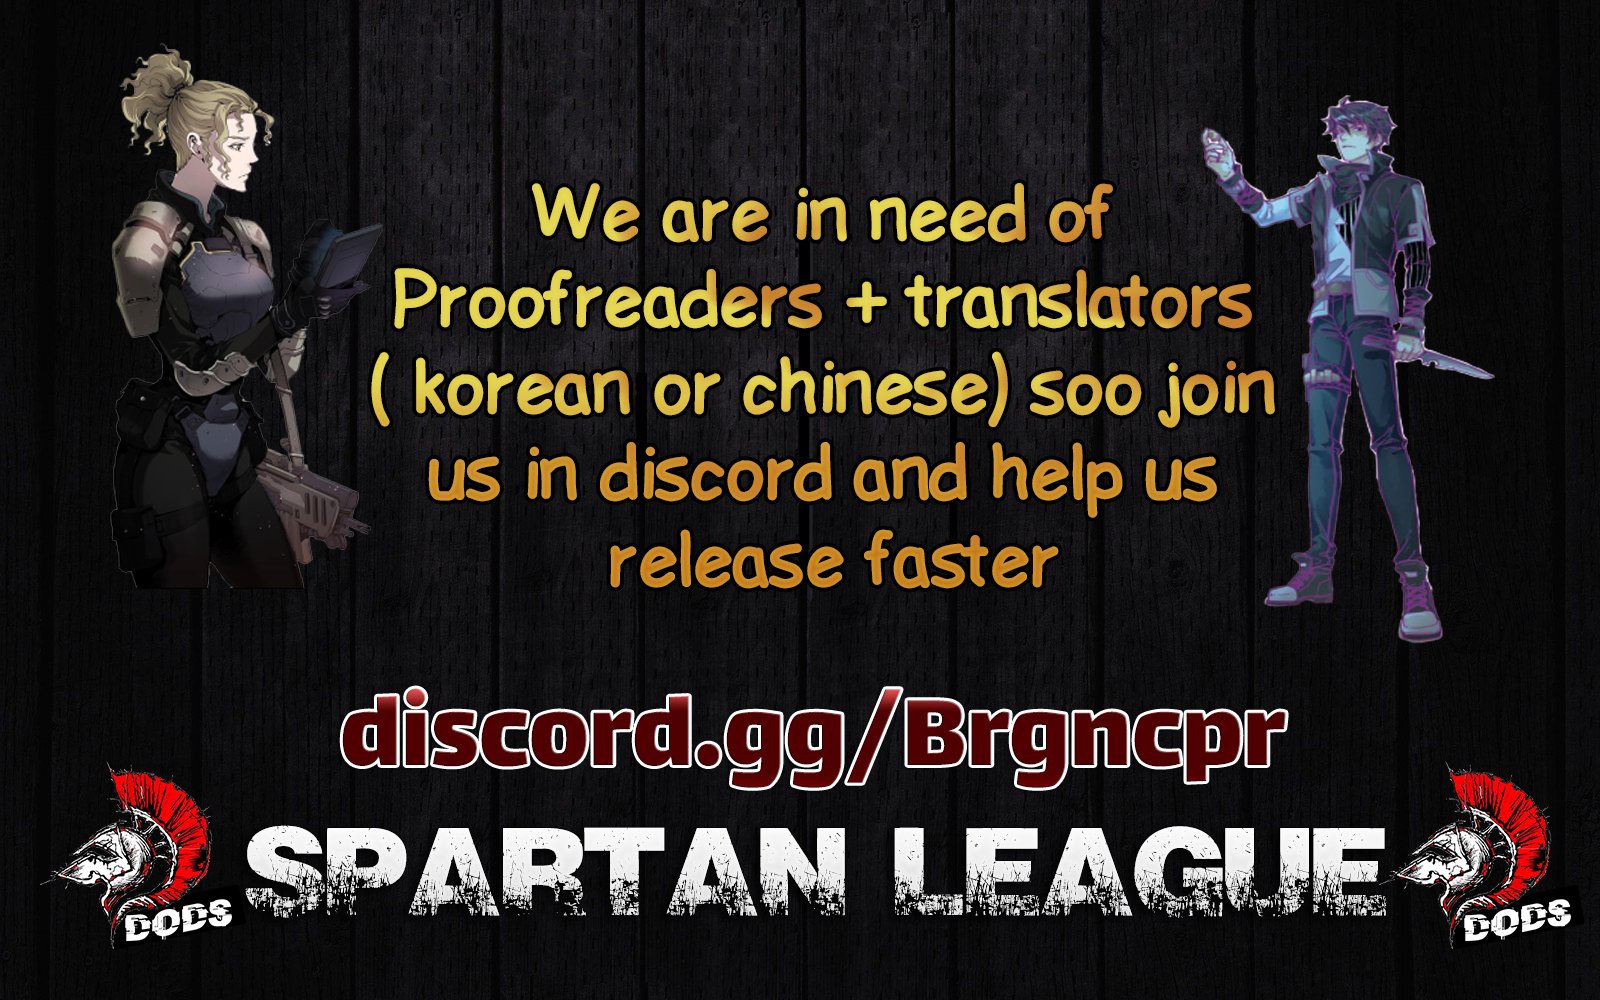 We are in need of
Proofreaders + translators
( korean or chinese) soo join
us in discord and help us
release faster
discord.gg/Brgncpr
SPARTAN LEAGUE
DODS
DODS